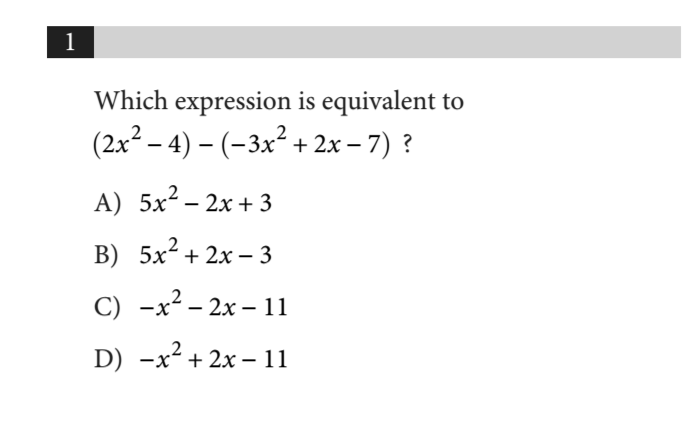 1
Which expression is equivalent to
(2x² – 4) – (–3x² + 2x – 7) ?
A) 5x² – 2x + 3
B) 5x² + 2x – 3
C) –x² – 2x – 11
D) –x² + 2x – 11